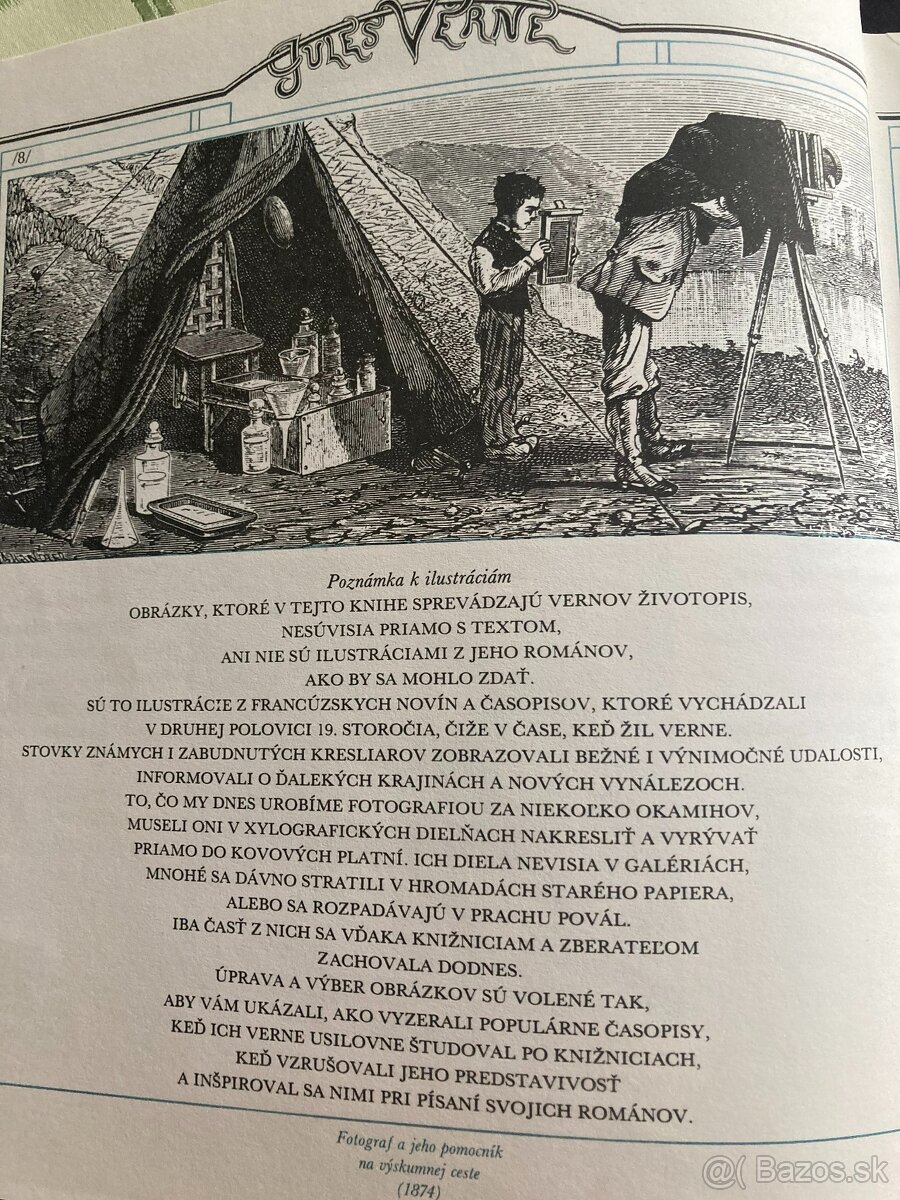 JULES VERNE
/8/
Poznámka k ilustráciám
OBRÁZKY, KTORÉ V TEJTO KNIHE SPREVÁDZAJÚ VERNOV ŽIVOTOPIS,
NESÚVISIA PRIAMO S TEXTOM,
ANI NIE SÚ ILUSTRÁCIAMI Z JEHO ROMÁNOV,
AKO BY SA MOHLO ZDAŤ.
SÚ TO ILUSTRÁCIE Z FRANCÚZSKYCH NOVÍN A ČASOPISOV, KTORÉ VYCHÁDZALI
V DRUHEJ POLOVICI 19. STOROČIA, ČIŽE V ČASE, KEĎ ŽIL VERNE.
STOVKY ZNÁMYCH I ZABUDNUTÝCH KRESLIAROV ZOBRAZOVALI BEŽNÉ I VÝNIMOČNÉ UDALOSTI,
INFORMOVALI O ĎALEKÝCH KRAJINÁCH A NOVÝCH VYNÁLEZOCH.
TO, ČO MY DNES UROBÍME FOTOGRAFIOU ZA NIEKOĽKO OKAMIHOV,
MUSELI ONI V XYLOGRAFICKÝCH DIELŇACH NAKRESLIŤ A VYRÝVAŤ
PRIAMO DO KOVOVÝCH PLATNÍ. ICH DIELA NEVISIA V GALÉRIÁCH,
MNOHÉ SA DÁVNO STRATILI V HROMADÁCH STARÉHO PAPIERA,
ALEBO SA ROZPADÁVAJÚ V PRACHU POVÁL.
IBA ČASŤ Z NICH SA VĎAKA KNIŽNICIAM A ZBERATEĽOM
ZACHOVALA DODNES.
ÚPRAVA A VÝBER OBRÁZKOV SÚ VOLENÉ TAK,
ABY VÁM UKÁZALI, AKO VYZERALI POPULÁRNE ČASOPISY,
KEĎ ICH VERNE USILOVNE ŠTUDOVAL PO KNIŽNICIACH,
KEĎ VZRUŠOVALI JEHO PREDSTAVIVOSŤ
A INŠPIROVAL SA NIMI PRI PÍSANÍ SVOJICH ROMÁNOV.
Fotograf a jeho pomocník
na výskumnej ceste
(1874)
@( Bazos.sk